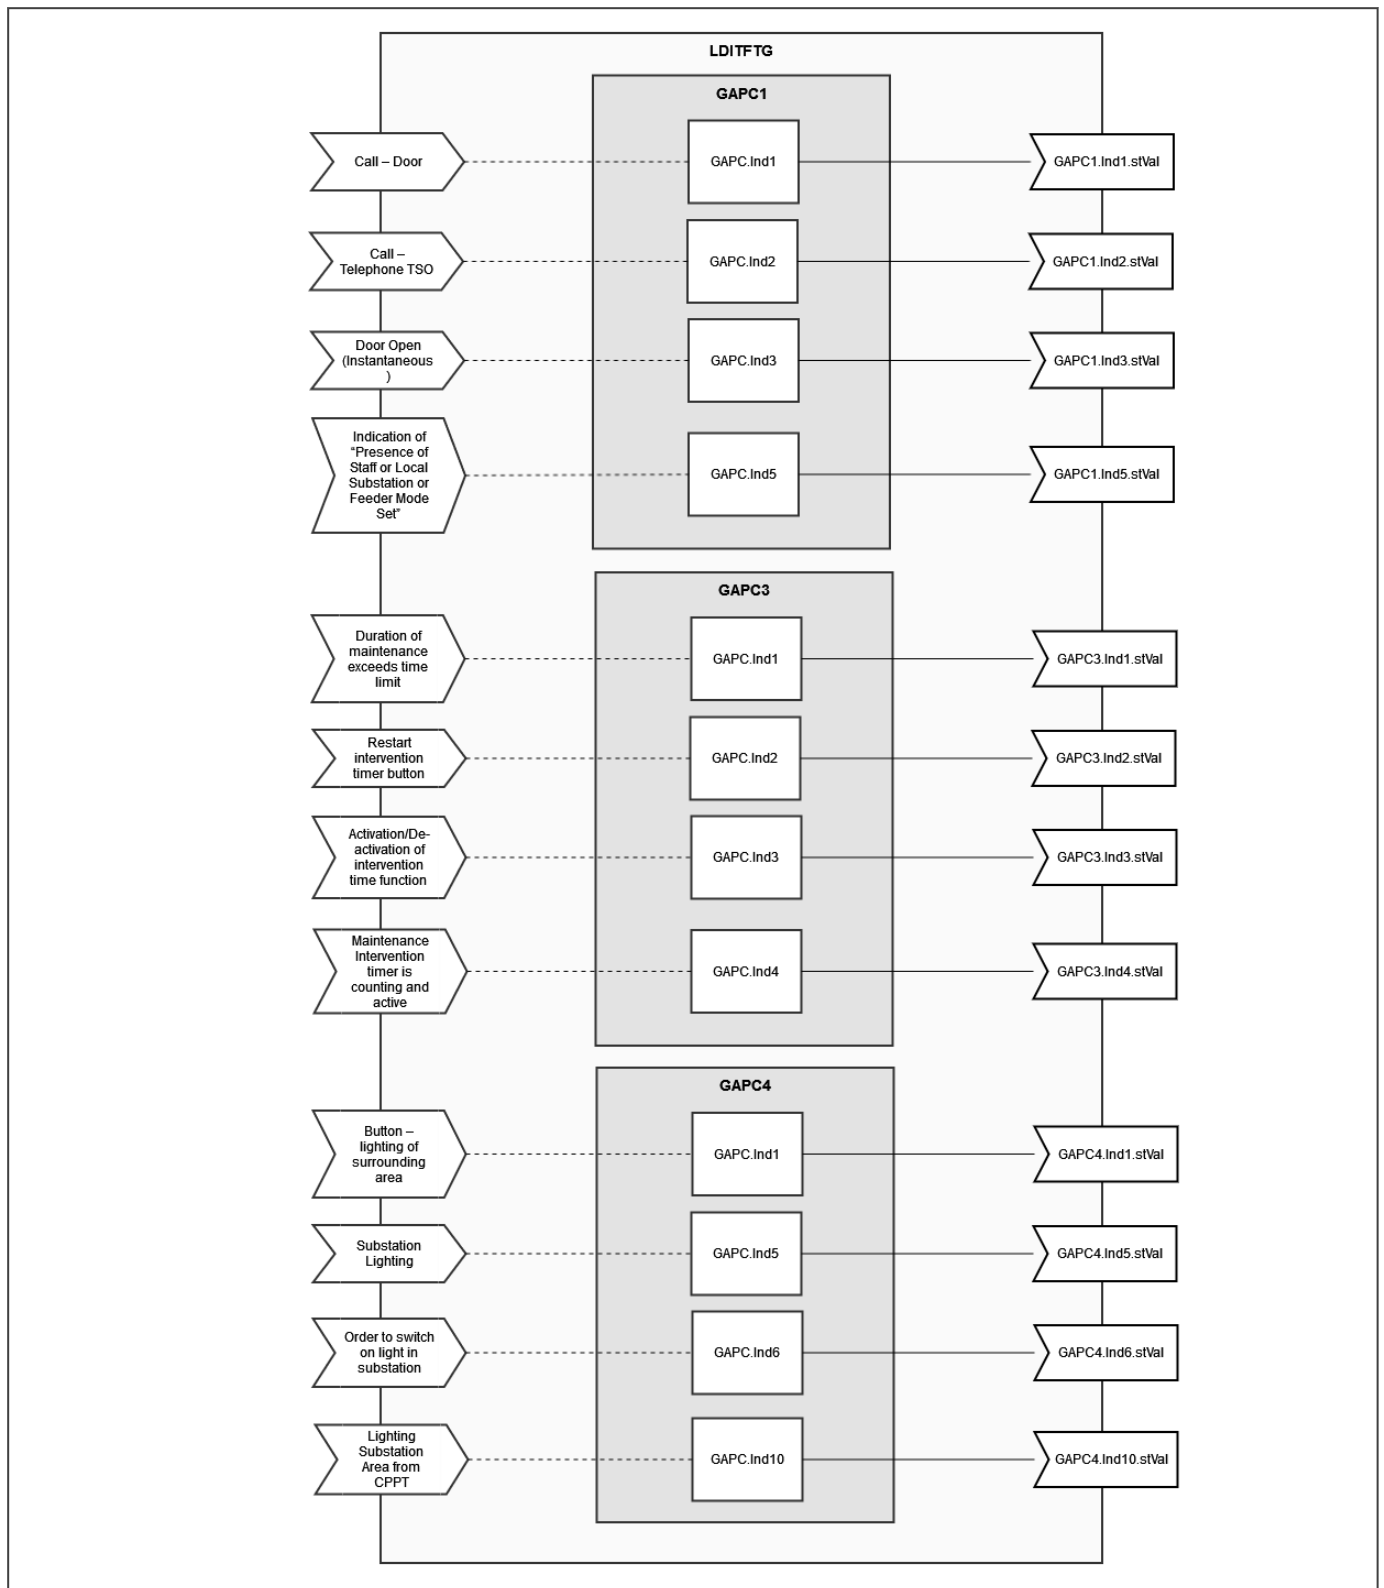 LDITFTG
GAPC1
Call – Door
GAPC.Ind1
GAPC1.Ind1.stVal
Call –
Telephone TSO
GAPC.Ind2
GAPC1.Ind2.stVal
Door Open
(Instantaneous
)
GAPC.Ind3
GAPC1.Ind3.stVal
Indication of
“Presence of
Staff or Local
Substation or
Feeder Mode
Set”
GAPC.Ind5
GAPC1.Ind5.stVal
GAPC3
Duration of
maintenance
exceeds time
limit
GAPC.Ind1
GAPC3.Ind1.stVal
Restart
intervention
timer button
GAPC.Ind2
GAPC3.Ind2.stVal
Activation/De-
activation of
intervention
time function
GAPC.Ind3
GAPC3.Ind3.stVal
Maintenance
Intervention
timer is
counting and
active
GAPC.Ind4
GAPC3.Ind4.stVal
GAPC4
Button –
lighting of
surrounding
area
GAPC.Ind1
GAPC4.Ind1.stVal
Substation
Lighting
GAPC.Ind5
GAPC4.Ind5.stVal
Order to switch
on light in
substation
GAPC.Ind6
GAPC4.Ind6.stVal
Lighting
Substation
Area from
CPPT
GAPC.Ind10
GAPC4.Ind10.stVal